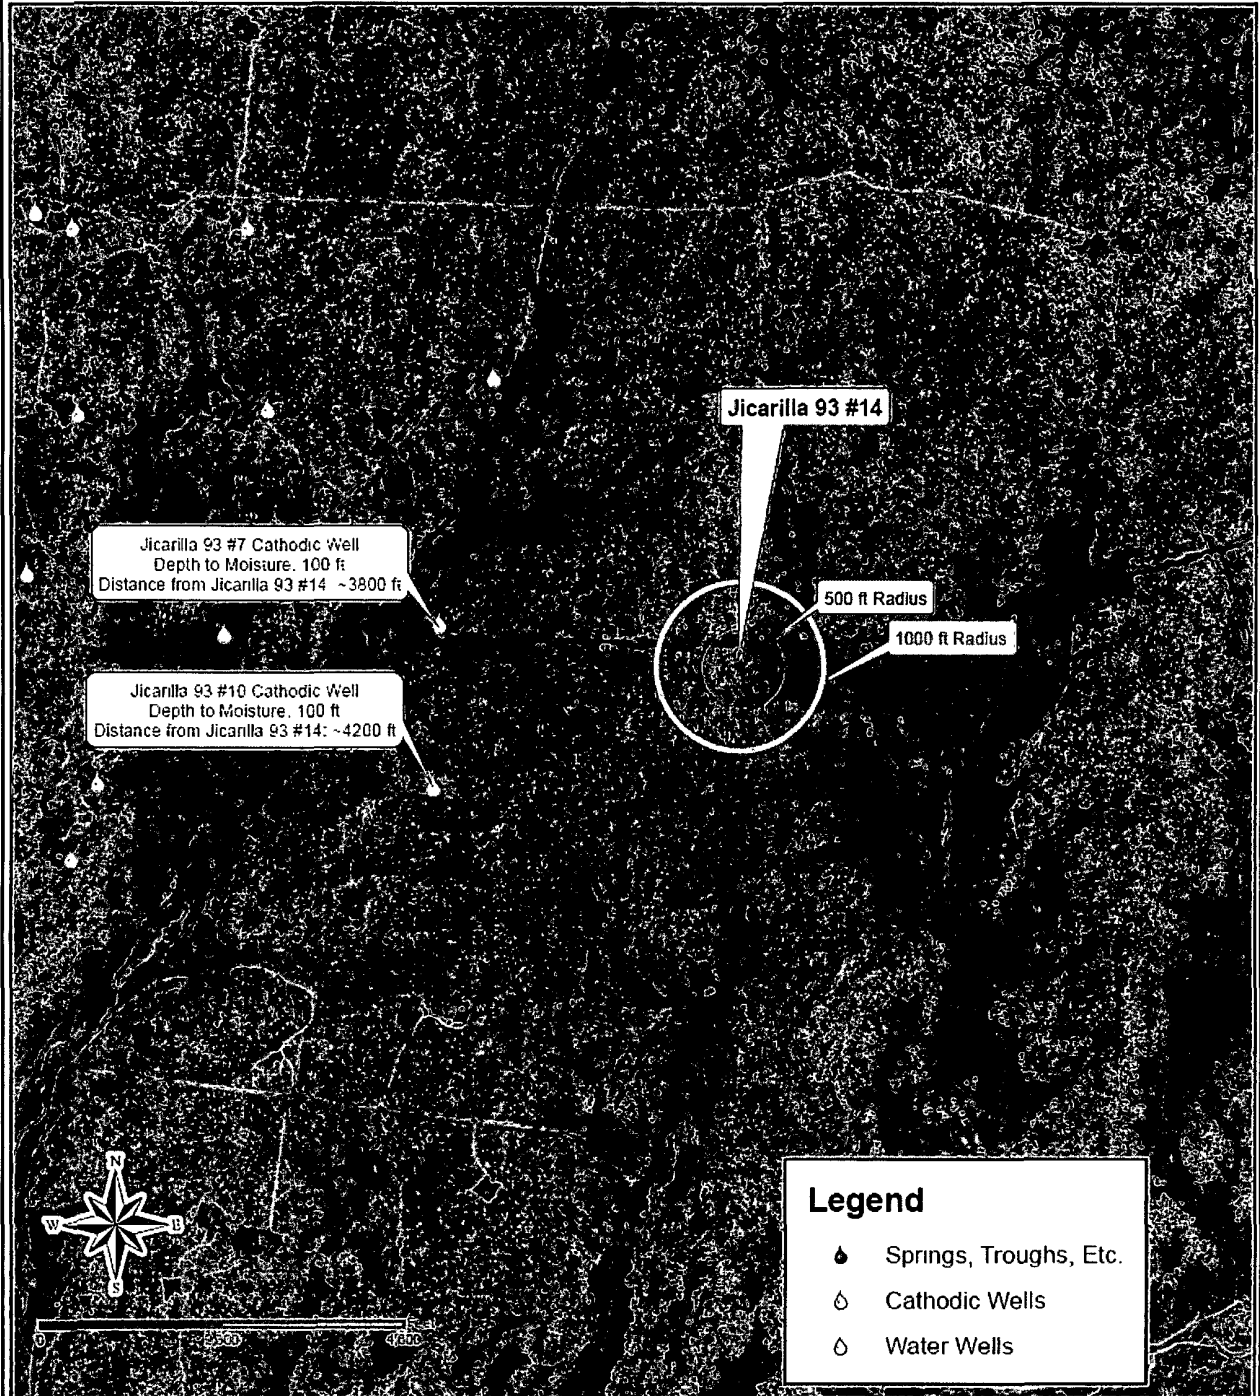 Jicarilla 93 #14
Jicarilla 93 #7 Cathodic Well
Depth to Moisture. 100 ft
Distance from Jicarilla 93 #14 ~3800 ft
500 ft Radius
1000 ft Radius
Jicarilla 93 #10 Cathodic Well
Depth to Moisture. 100 ft
Distance from Jicarilla 93 #14: ~4200 ft
N
W
E
S
0
Legend
Springs, Troughs, Etc.
Cathodic Wells
Water Wells